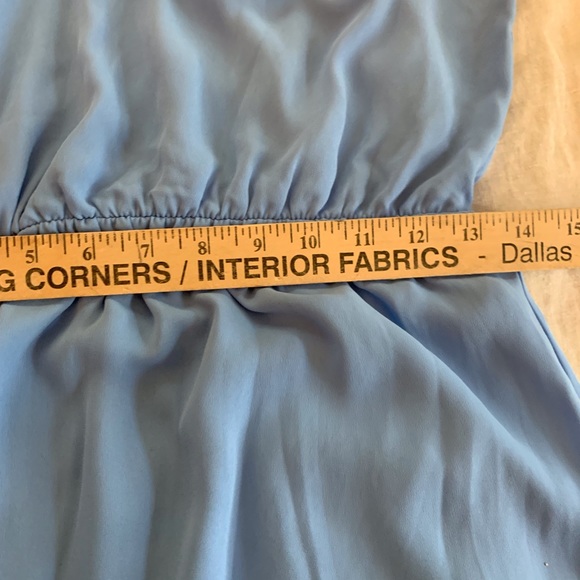 5 6 7 8 9 10 11 12 13 14 15
G CORNERS / INTERIOR FABRICS - Dallas